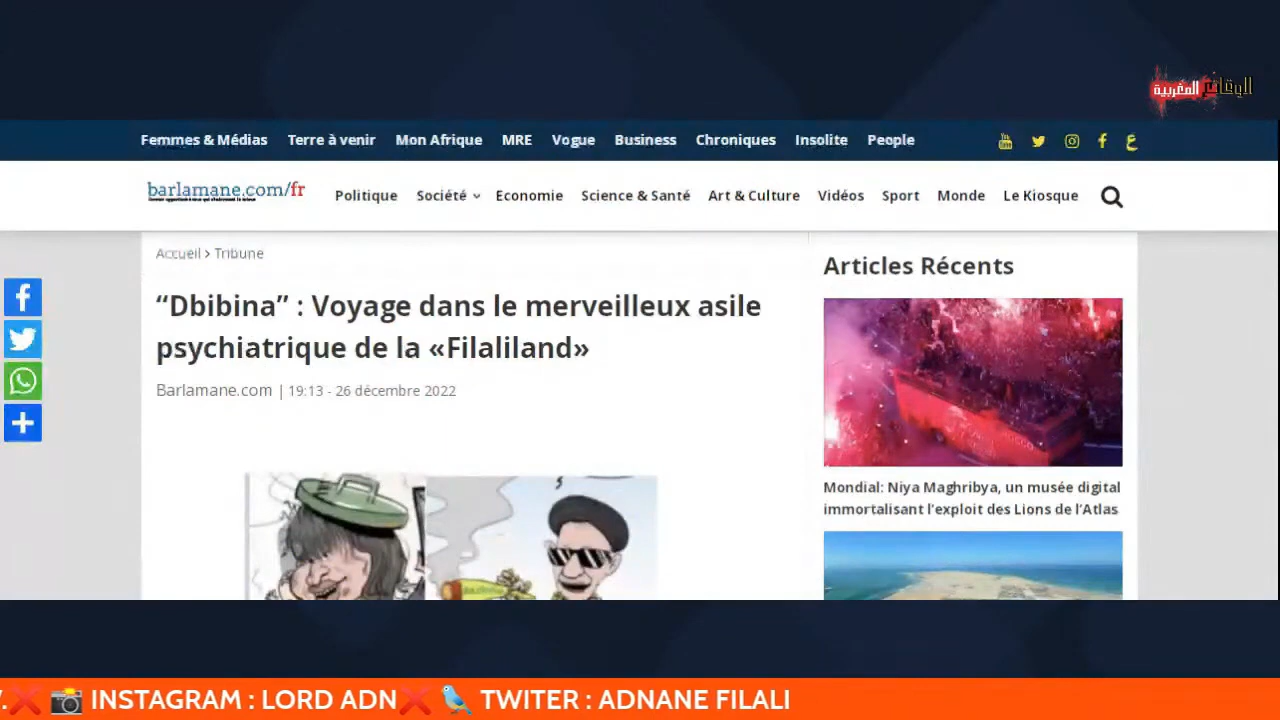 الوقائع المغربية
Femmes & Médias Terre à venir Mon Afrique MRE Vogue Business Chroniques Insolite People
barlamane.com/fr
Politique Société Economie Science & Santé Art & Culture Vidéos Sport Monde Le Kiosque
Accueil > Tribune
“Dbibina” : Voyage dans le merveilleux asile
psychiatrique de la «Filaliland»
Barlamane.com | 19:13 - 26 décembre 2022
Articles Récents
Mondial: Niya Maghribya, un musée digital
immortalisant l’exploit des Lions de l’Atlas
INSTAGRAM : LORD ADN TWITER : ADNANE FILALI